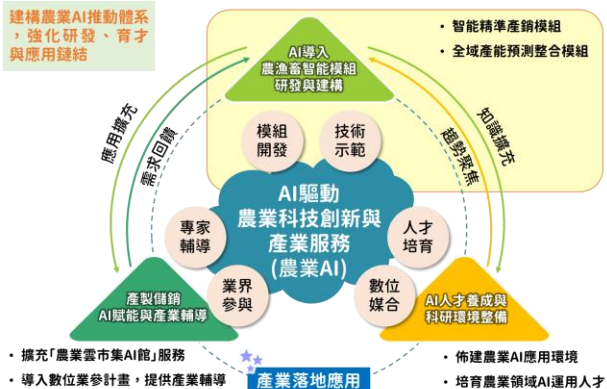 建構農業AI推動體系
，強化研發、育才
與應用鏈結
AI導入
農漁畜智能模組
研發與建構
• 智能精準產銷模組
• 全域產能預測整合模組
應用擴充
需求回饋
知識擴充
趨勢聚焦
模組
開發
技術
示範
AI驅動
農業科技創新與
產業服務
(農業AI)
專家
輔導
人才
培育
業界
參與
數位
媒合
產製儲銷
AI賦能與產業輔導
AI人才養成與
科研環境整備
• 擴充「農業雲市集AI館」服務
• 導入數位業參計畫，提供產業輔導
產業落地應用
• 佈建農業AI應用環境
• 培育農業領域AI運用人才